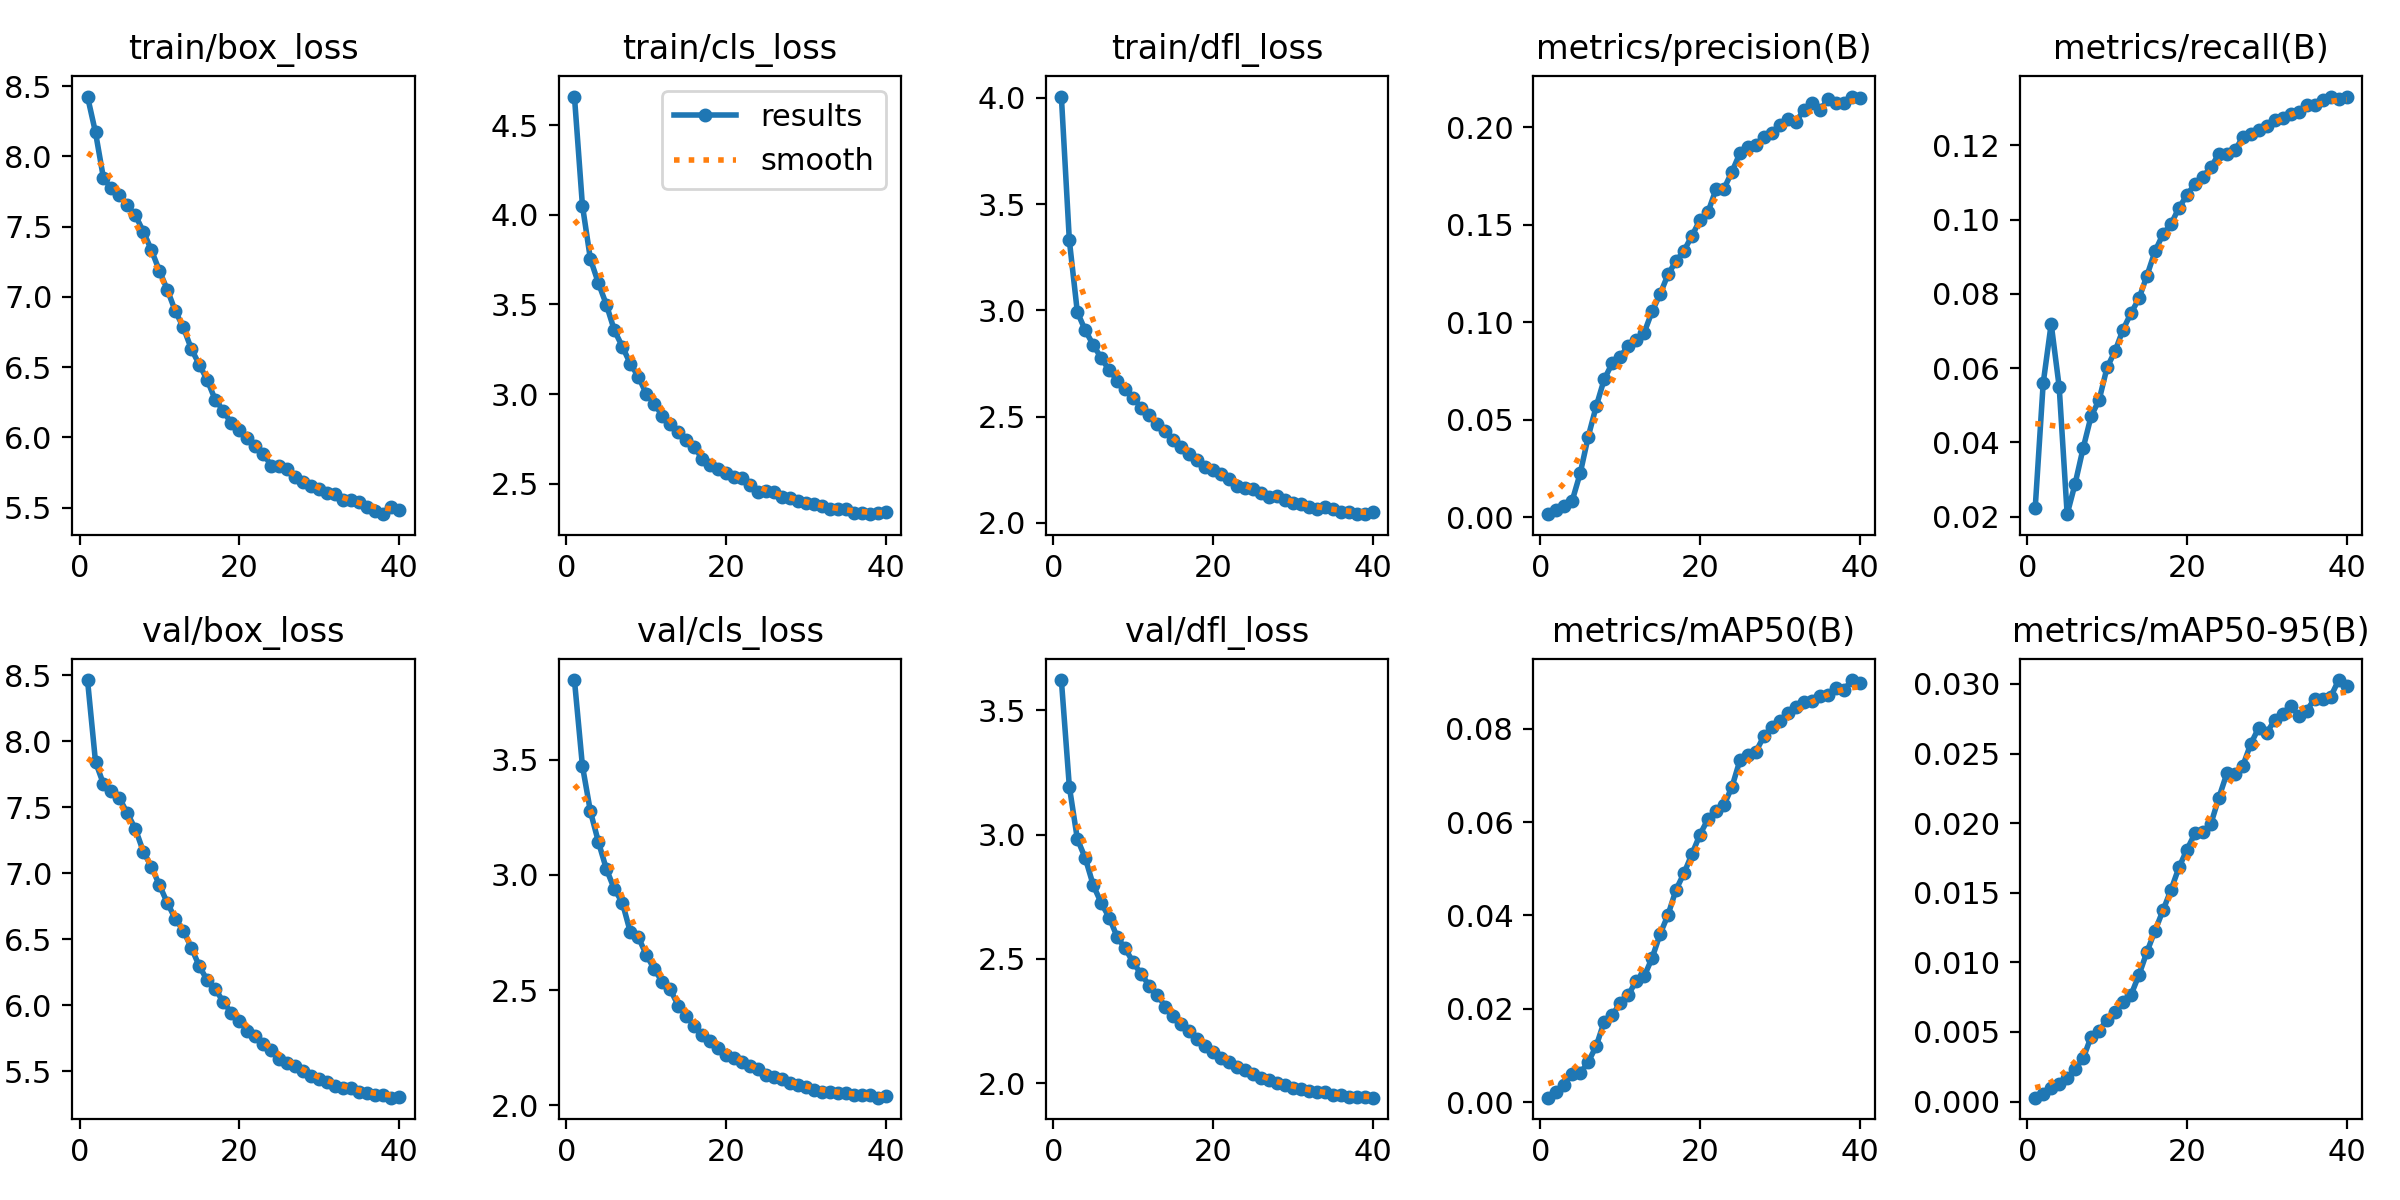 train/box_loss
8.5
8.0
7.5
7.0
6.5
6.0
5.5
0 20 40
train/cls_loss
results
smooth
4.5
4.0
3.5
3.0
2.5
0 20 40
train/dfl_loss
4.0
3.5
3.0
2.5
2.0
0 20 40
metrics/precision(B)
0.20
0.15
0.10
0.05
0.00
0 20 40
metrics/recall(B)
0.12
0.10
0.08
0.06
0.04
0.02
0 20 40
val/box_loss
8.5
8.0
7.5
7.0
6.5
6.0
5.5
0 20 40
val/cls_loss
3.5
3.0
2.5
2.0
0 20 40
val/dfl_loss
3.5
3.0
2.5
2.0
0 20 40
metrics/mAP50(B)
0.08
0.06
0.04
0.02
0.00
0 20 40
metrics/mAP50-95(B)
0.030
0.025
0.020
0.015
0.010
0.005
0.000
0 20 40